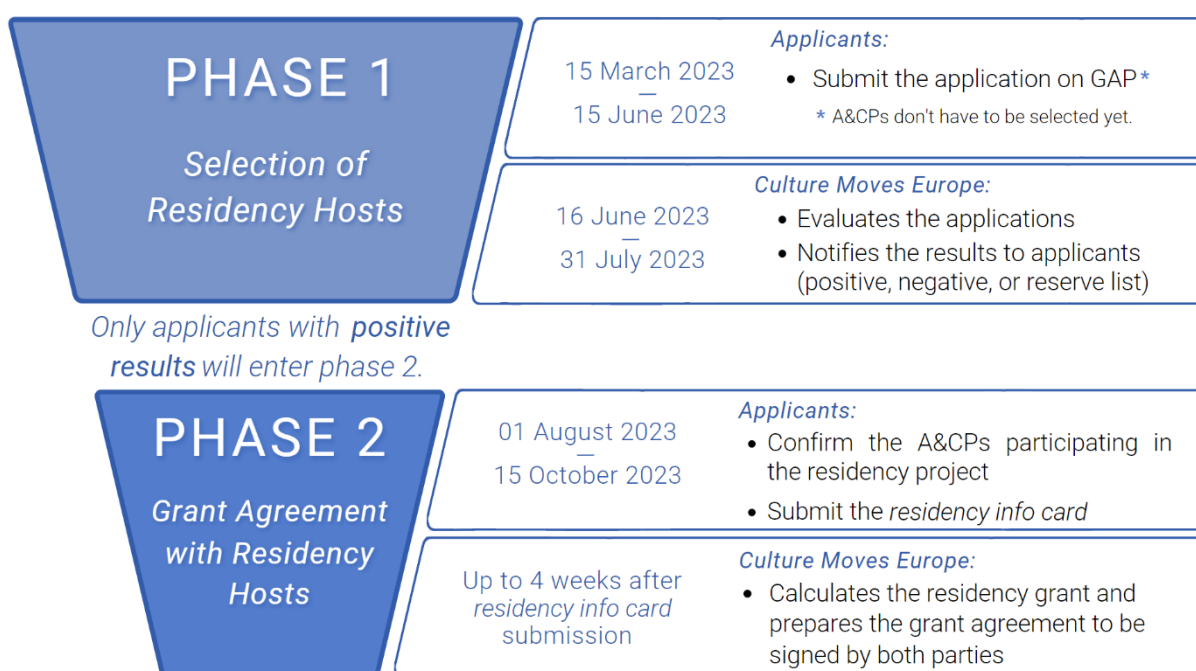 PHASE 1
Selection of
Residency Hosts
15 March 2023
—
15 June 2023
Applicants:
• Submit the application on GAP*
* A&CPs don't have to be selected yet.
16 June 2023
—
31 July 2023
Culture Moves Europe:
• Evaluates the applications
• Notifies the results to applicants
(positive, negative, or reserve list)
Only applicants with positive
results will enter phase 2.
PHASE 2
Grant Agreement
with Residency
Hosts
01 August 2023
—
15 October 2023
Applicants:
• Confirm the A&CPs participating in
the residency project
• Submit the residency info card
Up to 4 weeks after
residency info card
submission
Culture Moves Europe:
• Calculates the residency grant and
prepares the grant agreement to be
signed by both parties